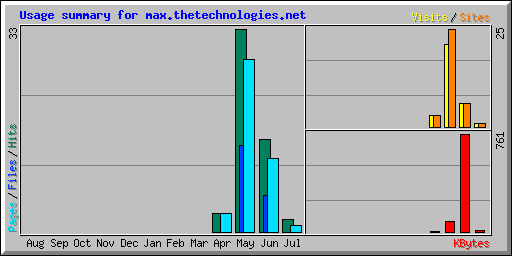 Usage summary for max.thetechnologies.net
Visits/Sites
33
25
Pages/Files/Hits
761
Aug Sep Oct Nov Dec Jan Feb Mar Apr May Jun Jul
KBytes